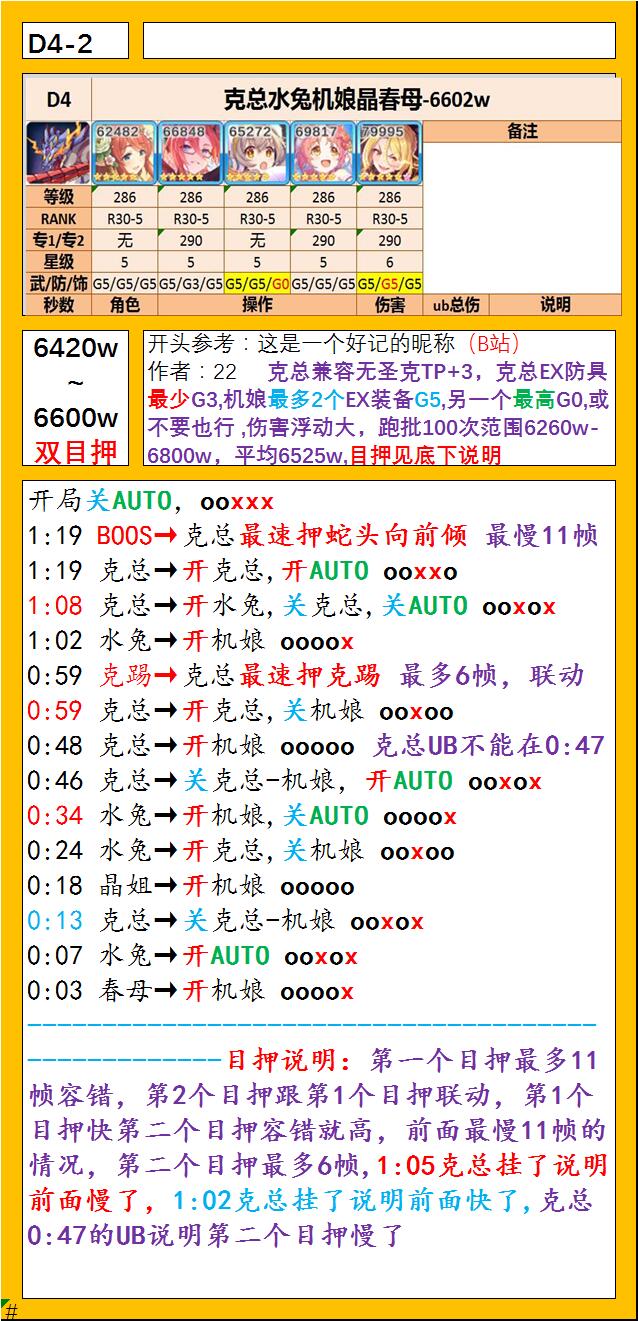 D4-2
D4 克总水兔机娘晶春母-6602w
62482 66848 65272 69817 79995 备注
等级 286 286 286 286 286
RANK R30-5 R30-5 R30-5 R30-5 R30-5
专1/专2 无 290 无 290 290
星级 5 5 5 5 6
武/防/饰 G5/G5/G5 G5/G3/G5 G5/G5/G0 G5/G5/G5 G5/G5/G5
秒数 角色 操作 伤害 ub总伤 说明
6420w
~
6600w
双目押
开头参考：这是一个好记的昵称（B站）
作者：22 克总兼容无圣克TP+3，克总EX防具
最少G3,机娘最多2个EX装备G5,另一个最高G0,或
不要也行 ,伤害浮动大，跑批100次范围6260w-
6800w，平均6525w,目押见底下说明
开局关AUTO，ooxxx
1:19 BOOS→克总最速押蛇头向前倾 最慢11帧
1:19 克总→开克总,开AUTO ooxxo
1:08 克总→开水兔,关克总,关AUTO ooxox
1:02 水兔→开机娘 oooox
0:59 克踢→克总最速押克踢 最多6帧，联动
0:59 克总→开克总,关机娘 ooxoo
0:48 克总→开机娘 ooooo 克总UB不能在0:47
0:46 克总→关克总-机娘，开AUTO ooxox
0:34 水兔→开机娘,关AUTO oooox
0:24 水兔→开克总,关机娘 ooxoo
0:18 晶姐→开机娘 ooooo
0:13 克总→关克总-机娘 ooxox
0:07 水兔→开AUTO ooxox
0:03 春母→开机娘 oooox
--------------------------------------
-------------目押说明：第一个目押最多11
帧容错，第2个目押跟第1个目押联动，第1个
目押快第二个目押容错就高，前面最慢11帧的
情况，第二个目押最多6帧,1:05克总挂了说明
前面慢了，1:02克总挂了说明前面快了,克总
0:47的UB说明第二个目押慢了
#